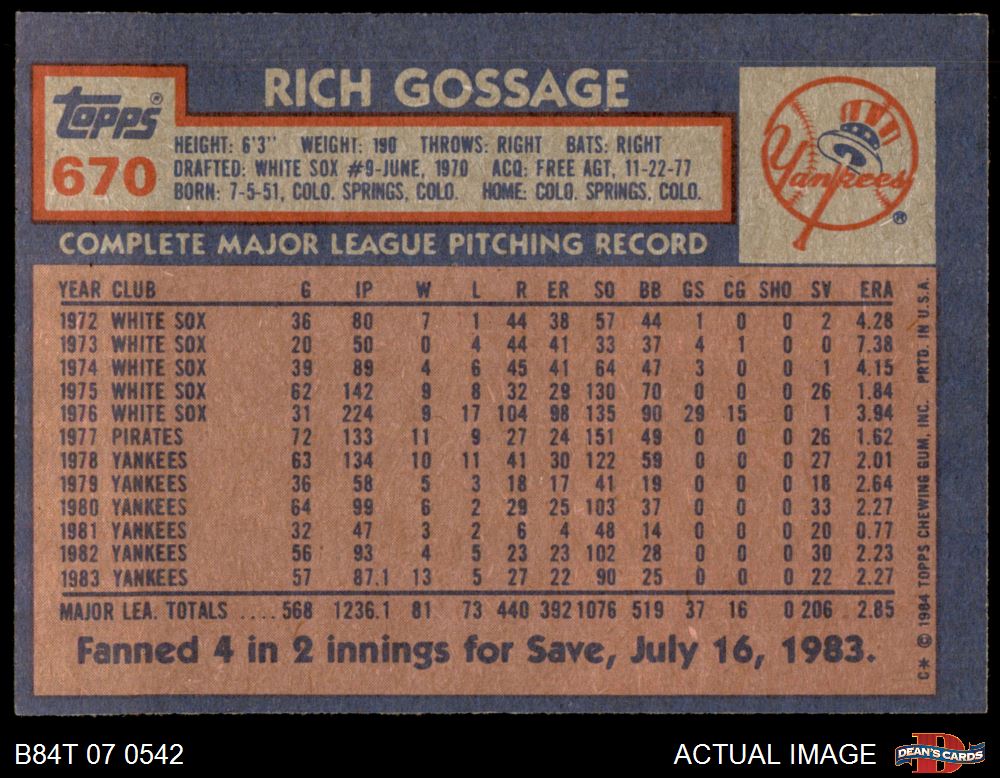 RICH GOSSAGE
Topps®
670
HEIGHT: 6'3" WEIGHT: 190 THROWS: RIGHT BATS: RIGHT
DRAFTED: WHITE SOX #9-JUNE, 1970 ACQ: FREE AGT, 11-22-77
BORN: 7-5-51, COLO. SPRINGS, COLO. HOME: COLO. SPRINGS, COLO.
Yankees
®
COMPLETE MAJOR LEAGUE PITCHING RECORD
YEAR CLUB G IP W L R ER SO BB GS CG SHO SV ERA
1972 WHITE SOX 36 80 7 1 44 38 57 44 1 0 0 2 4.28
1973 WHITE SOX 20 50 0 4 44 41 33 37 4 1 0 0 7.38
1974 WHITE SOX 39 89 4 6 45 41 64 47 3 0 0 1 4.15
1975 WHITE SOX 62 142 9 8 32 29 130 70 0 0 0 26 1.84
1976 WHITE SOX 31 224 9 17 104 98 135 90 29 15 0 1 3.94
1977 PIRATES 72 133 11 9 27 24 151 49 0 0 0 26 1.62
1978 YANKEES 63 134 10 11 41 30 122 59 0 0 0 27 2.01
1979 YANKEES 36 58 5 3 18 17 41 19 0 0 0 18 2.64
1980 YANKEES 64 99 6 2 29 25 103 37 0 0 0 33 2.27
1981 YANKEES 32 47 3 2 6 4 48 14 0 0 0 20 0.77
1982 YANKEES 56 93 4 5 23 23 102 28 0 0 0 30 2.23
1983 YANKEES 57 87.1 13 5 27 22 90 25 0 0 0 22 2.27
MAJOR LEA. TOTALS .... 568 1236.1 81 73 440 392 1076 519 37 16 0 206 2.85
Fanned 4 in 2 innings for Save, July 16, 1983.
C* © 1984 TOPPS CHEWING GUM, INC. PRTD. IN U.S.A.
B84T 07 0542
ACTUAL IMAGE
DEAN'S CARDS